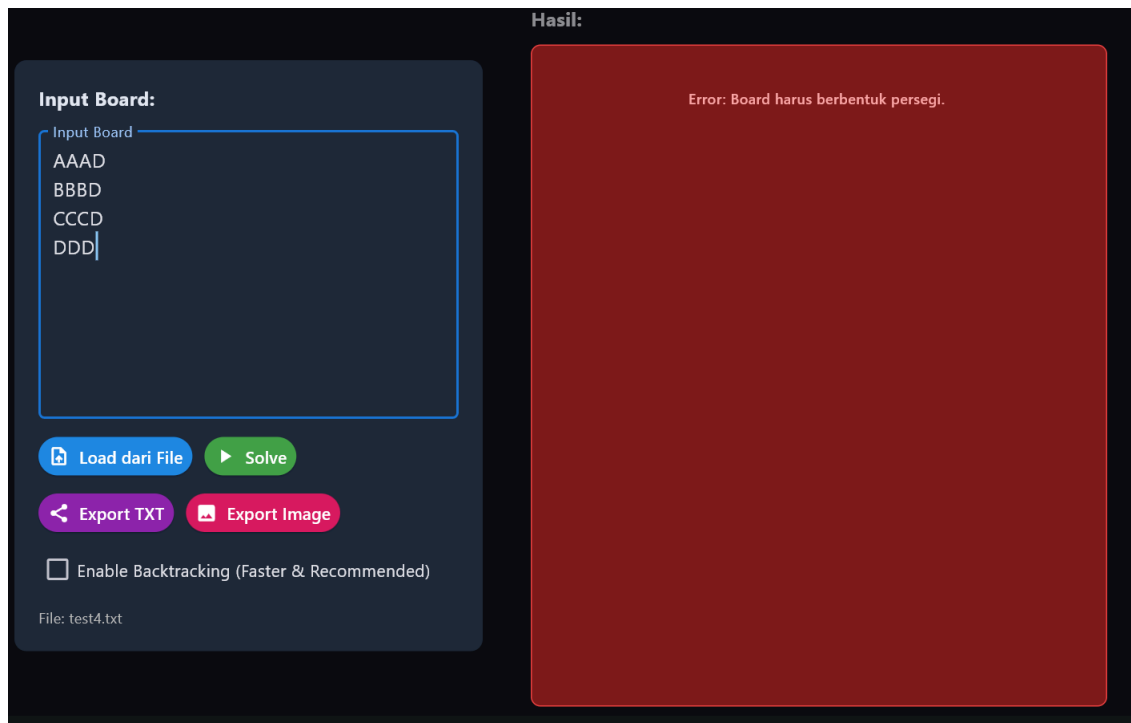 Hasil:
Error: Board harus berbentuk persegi.
Input Board:
Input Board
AAAD
BBBD
CCCD
DDD
Load dari File
Solve
Export TXT
Export Image
Enable Backtracking (Faster & Recommended)
File: test4.txt